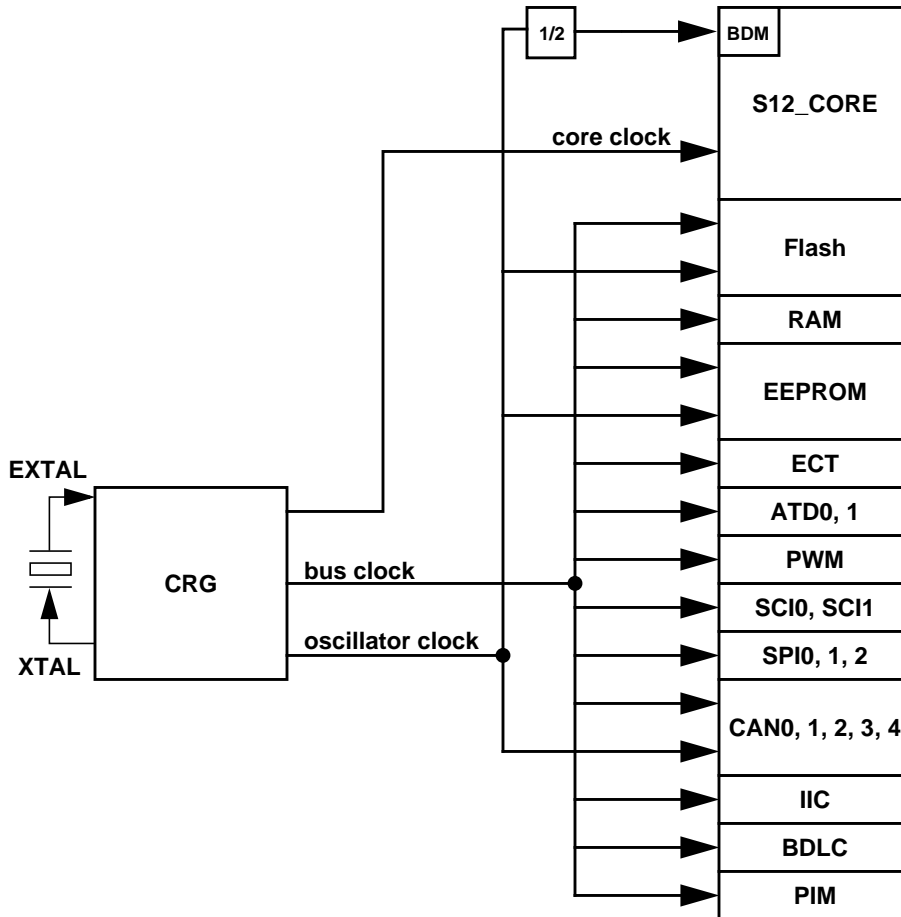 1/2
BDM
S12_CORE
core clock
Flash
RAM
EEPROM
EXTAL
ECT
ATD0, 1
PWM
bus clock
CRG
SCI0, SCI1
oscillator clock
SPI0, 1, 2
XTAL
CAN0, 1, 2, 3, 4
IIC
BDLC
PIM